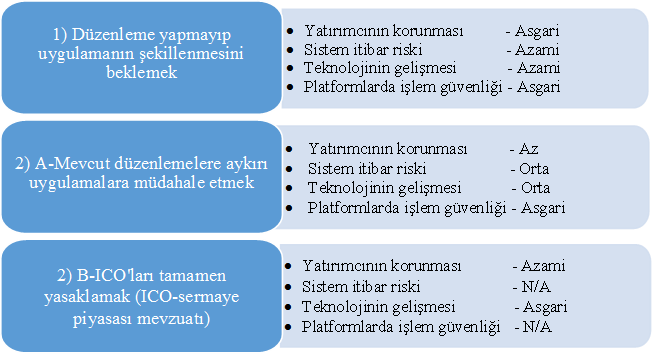 1) Düzenleme yapmayıp
uygulamanın şekillenmesini
beklemek
• Yatırımcının korunması - Asgari
• Sistem itibar riski - Azami
• Teknolojinin gelişmesi - Azami
• Platformlarda işlem güvenliği - Asgari
2) A-Mevcut düzenlemelere aykırı
uygulamalara müdahale etmek
• Yatırımcının korunması - Az
• Sistem itibar riski - Orta
• Teknolojinin gelişmesi - Orta
• Platformlarda işlem güvenliği - Asgari
2) B-ICO'ları tamamen
yasaklamak (ICO-sermaye
piyasası mevzuatı)
• Yatırımcının korunması - Azami
• Sistem itibar riski - N/A
• Teknolojinin gelişmesi - Asgari
• Platformlarda işlem güvenliği - N/A